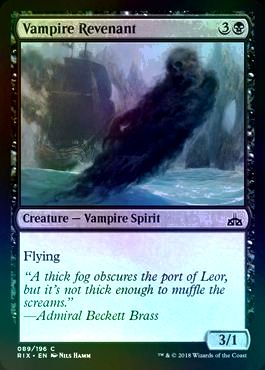 Vampire Revenant 3
Creature — Vampire Spirit
Flying
“A thick fog obscures the port of Leor,
but it's not thick enough to muffle the
screams.”
—Admiral Beckett Brass
3/1
089/196 C
RIX • EN NILS HAMM
™ & © 2018 Wizards of the Coast